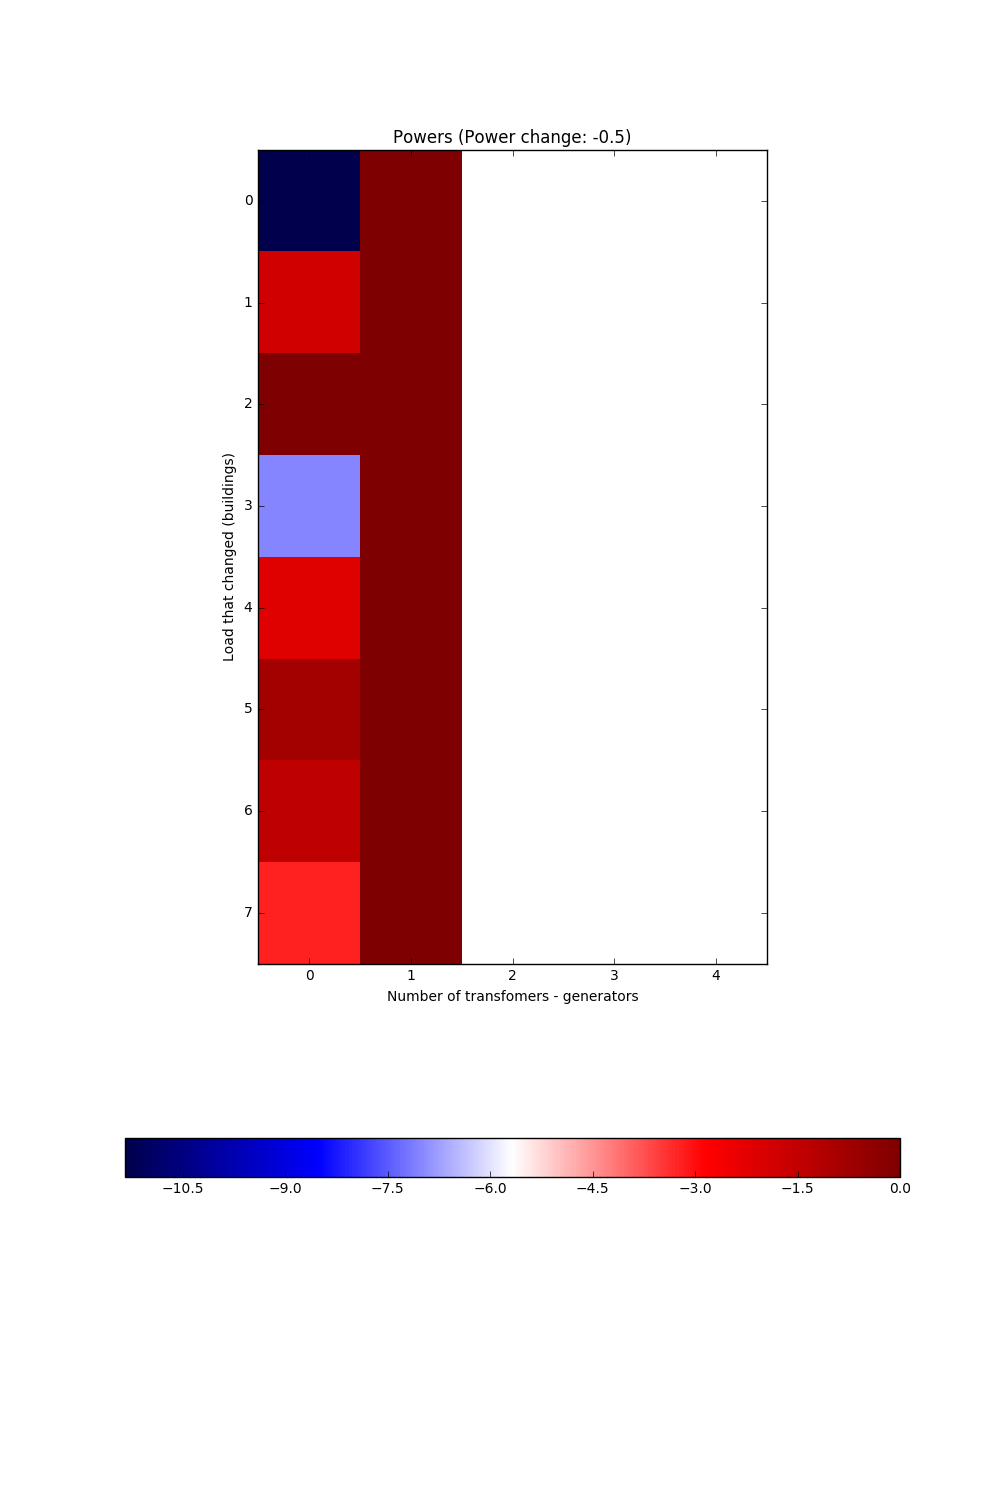 Powers (Power change: -0.5)
0
1
2
3
4
5
6
7
Load that changed (buildings)
0 1 2 3 4
Number of transfomers - generators
−10.5 −9.0 −7.5 −6.0 −4.5 −3.0 −1.5 0.0